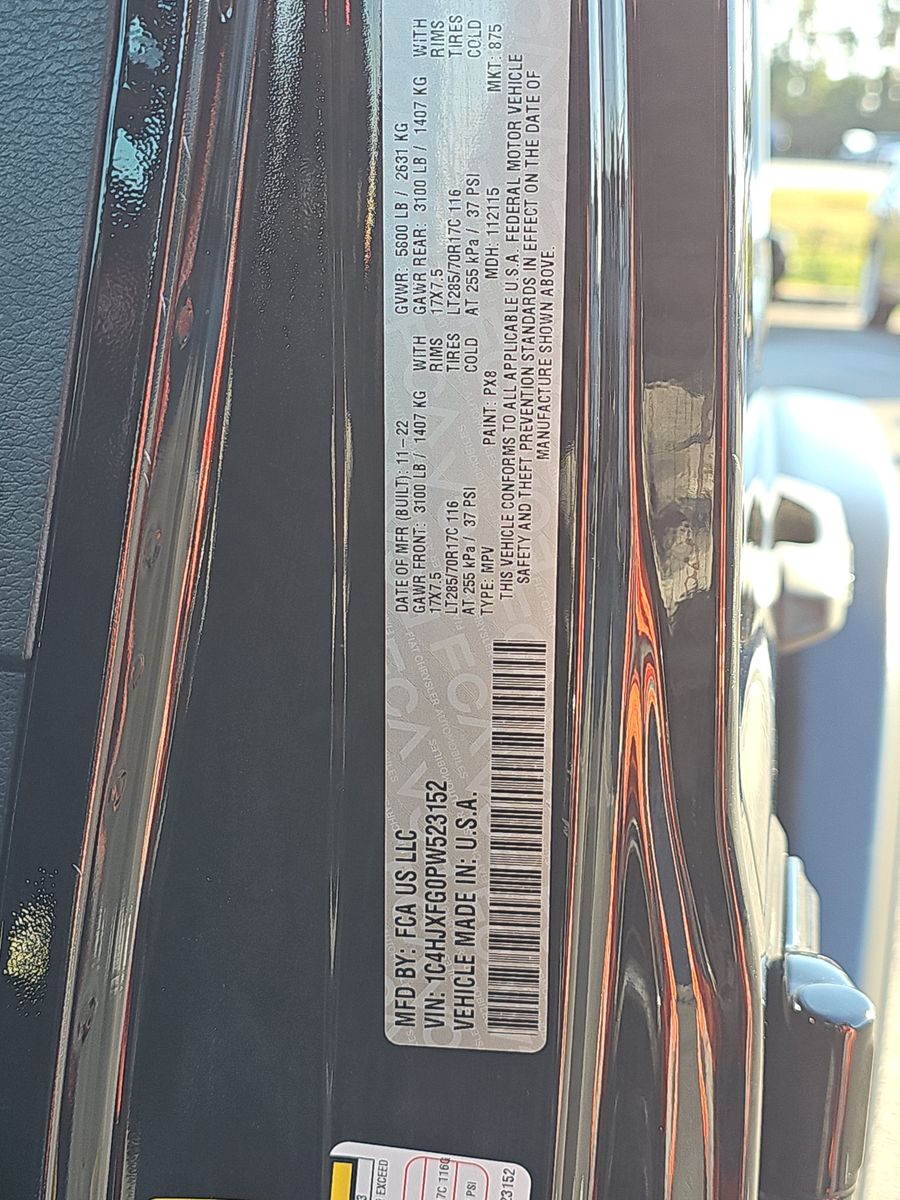 MFD BY: FCA US LLC
VIN: 1C4HJXFG0PW523152
VEHICLE MADE IN: U.S.A.
DATE OF MFR (BUILT): 11-22 GVWR: 5800 LB / 2631 KG
GAWR FRONT: 3100 LB / 1407 KG WITH GAWR REAR: 3100 LB / 1407 KG WITH
17X7.5 RIMS 17X7.5 RIMS
LT285/70R17C 116 TIRES LT285/70R17C 116 TIRES
AT 255 kPa / 37 PSI COLD AT 255 kPa / 37 PSI COLD
TYPE: MPV PAINT: PX8 MDH: 112115 MKT: 875
THIS VEHICLE CONFORMS TO ALL APPLICABLE U.S.A. FEDERAL MOTOR VEHICLE
SAFETY AND THEFT PREVENTION STANDARDS IN EFFECT ON THE DATE OF
MANUFACTURE SHOWN ABOVE.
EXCEED
7C 116
PSI
23152